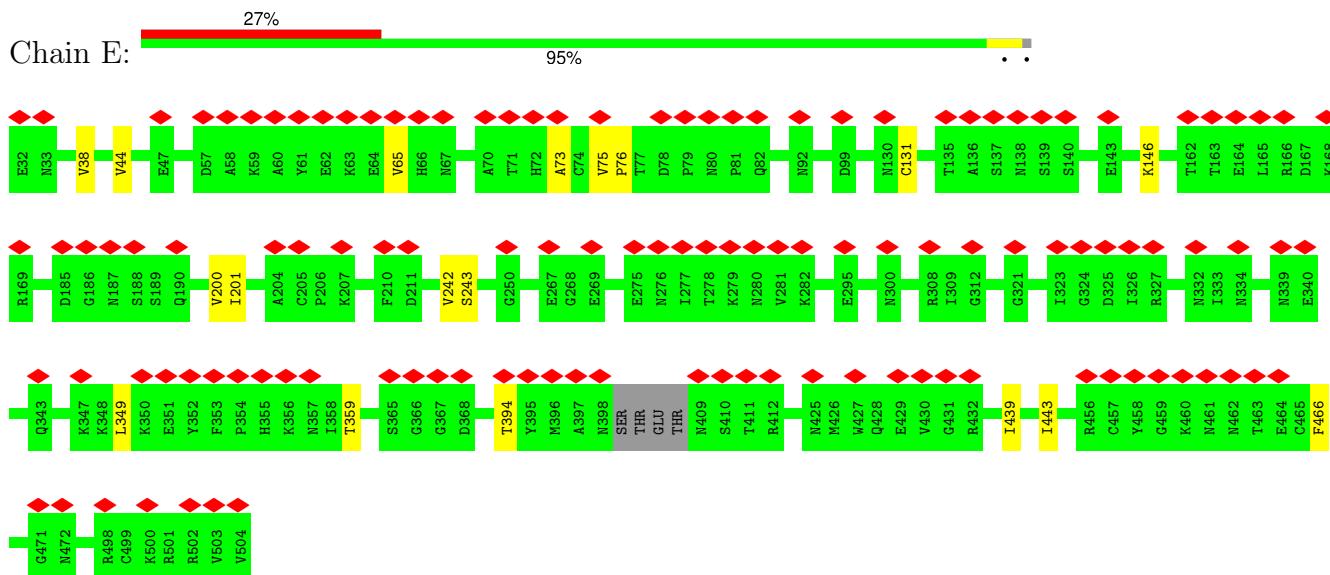 27%
Chain E:
95%
. .
E32 N33 V38 V44 E47 D57 A58 K59 A60 Y61 E62 K63 E64 V65 H66 N67 A70 T71 H72 A73 C74 V75 P76 T77 D78 P79 N80 P81 Q82 N92 D99 N130 C131 T135 A136 S137 N138 S139 S140 E143 K146 T162 T163 E164 L165 R166 D167 K168
R169 D185 G186 N187 S188 S189 Q190 V200 I201 A204 C205 P206 K207 F210 D211 V242 S243 G250 E267 G268 E269 E275 N276 I277 T278 K279 N280 V281 K282 E295 N300 R308 I309 G312 G321 I323 G324 D325 I326 R327 N332 I333 N334 N339 E340
Q343 K347 K348 L349 K350 E351 Y352 F353 P354 H355 K356 N357 I358 T359 S365 G366 G367 D368 T394 Y395 M396 A397 N398 SER THR GLU THR N409 S410 T411 R412 N425 M426 W427 Q428 E429 V430 G431 R432 I439 I443 R456 C457 Y458 G459 K460 N461 N462 T463 E464 C465 F466
G471 N472 R498 C499 K500 R501 R502 V503 V504